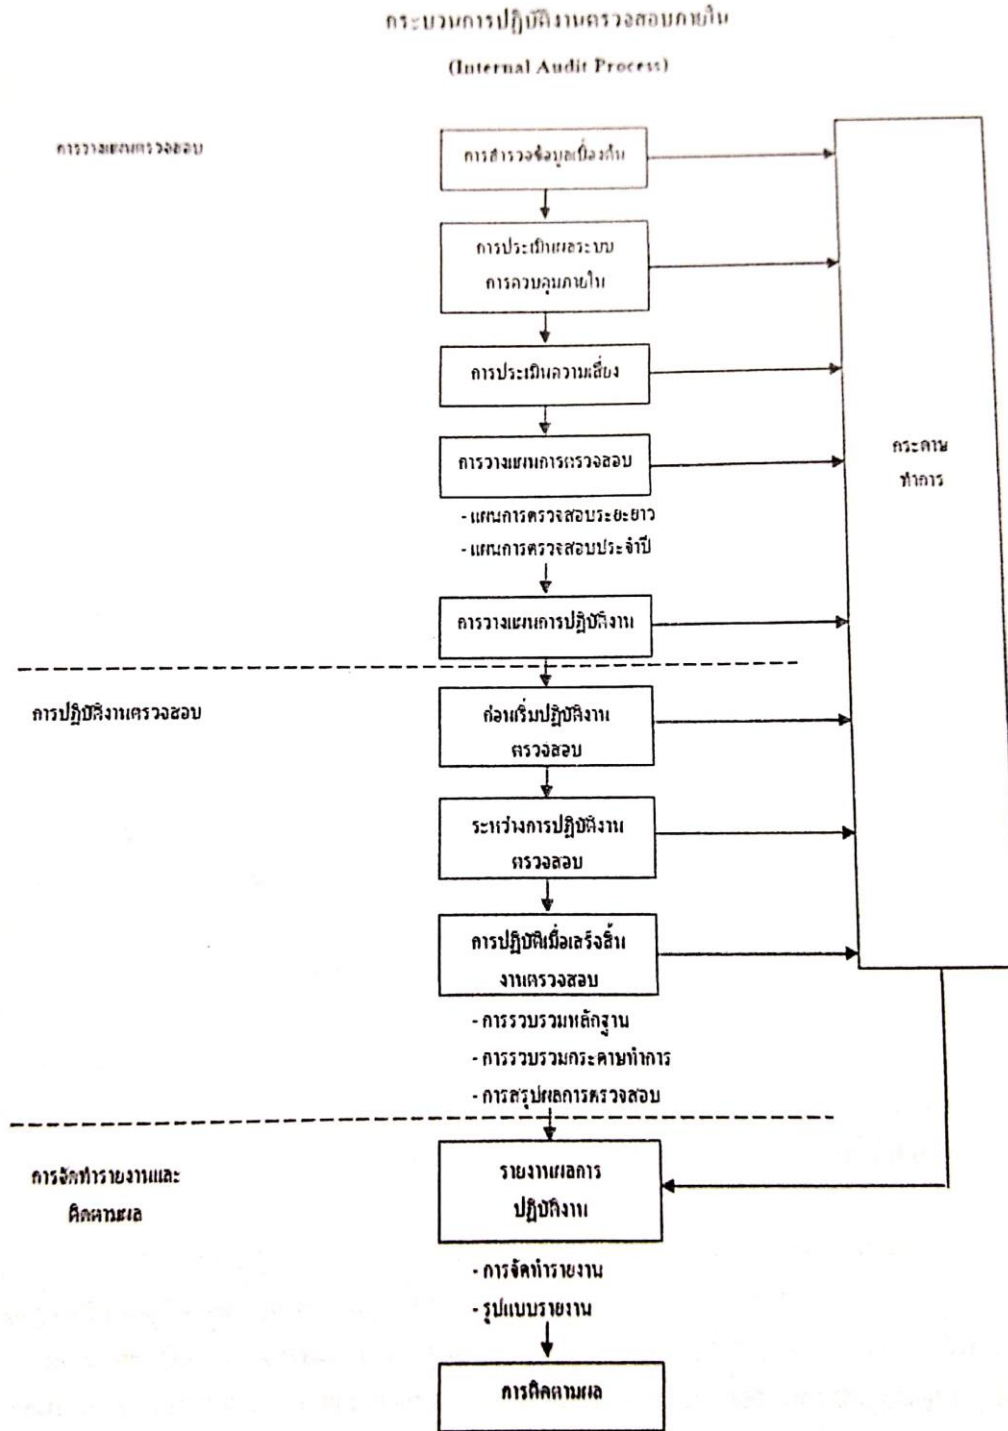 กระบวนการปฏิบัติงานตรวจสอบภายใน
(Internal Audit Process)
การวางแผนตรวจสอบ
การสำรวจข้อมูลเบื้องต้น
การประเมินผลระบบ
การควบคุมภายใน
การประเมินความเสี่ยง
การวางแผนการตรวจสอบ
- แผนการตรวจสอบระยะยาว
- แผนการตรวจสอบประจำปี
การวางแผนการปฏิบัติงาน
กระดาษ
ทำการ
การปฏิบัติงานตรวจสอบ
ก่อนเริ่มปฏิบัติงาน
ตรวจสอบ
ระหว่างการปฏิบัติงาน
ตรวจสอบ
การปฏิบัติเมื่อเสร็จสิ้น
งานตรวจสอบ
- การรวบรวมหลักฐาน
- การรวบรวมกระดาษทำการ
- การสรุปผลการตรวจสอบ
การจัดทำรายงานและ
ติดตามผล
รายงานผลการ
ปฏิบัติงาน
- การจัดทำรายงาน
- รูปแบบรายงาน
การติดตามผล